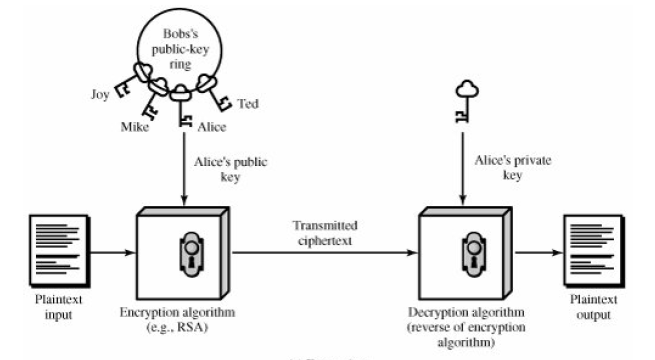 Bobs's
public-key
ring
Joy
Ted
Mike
Alice
Alice's public
key
Alice's private
key
Transmitted
ciphertext
Plaintext
input
Encryption algorithm
(e.g., RSA)
Decryption algorithm
(reverse of encryption
algorithm)
Plaintext
output